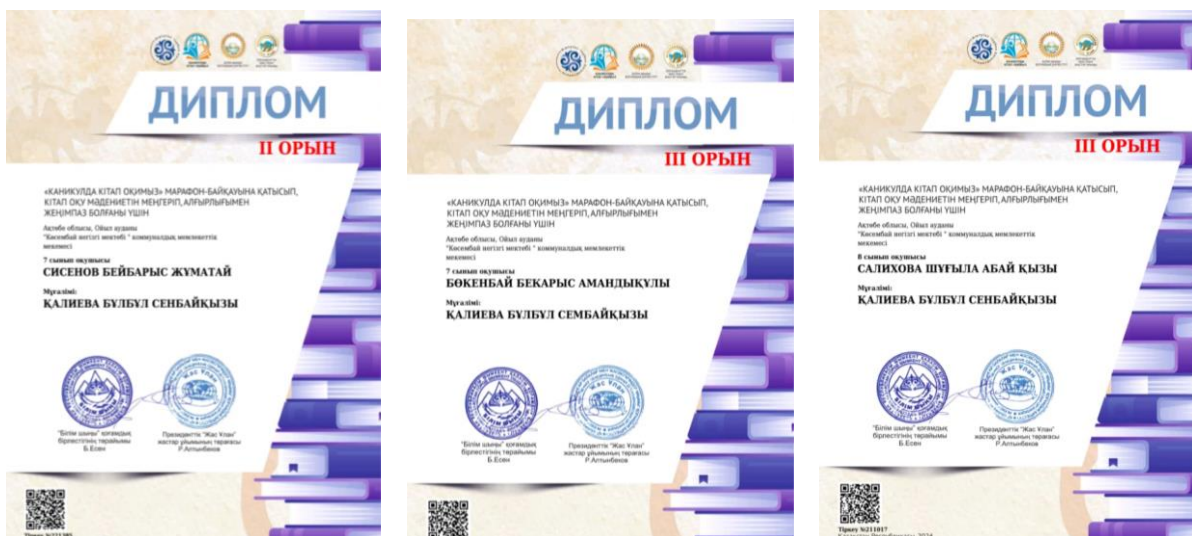 ДИПЛОМ
II ОРЫН
«КАНИКУЛДА КІТАП ОҚИМЫЗ» МАРАФОН-БАЙҚАУЫНА ҚАТЫСЫП,
КІТАП ОҚУ МӘДЕНИЕТІН МЕҢГЕРІП, АЛҒЫРЛЫҒЫМЕН
ЖЕҢІМПАЗ БОЛҒАНЫ ҮШІН
Ақтөбе облысы, Ойыл ауданы
"Көсембай негізгі мектебі " коммуналдық мемлекеттік
мекемесі
7 сынып оқушысы
СИСЕНОВ БЕЙБАРЫС ЖҰМАТАЙ
Мұғалімі:
ҚАЛИЕВА БҰЛБҰЛ СЕНБАЙҚЫЗЫ
"Білім шыңы" қоғамдық
бірлестігінің төрайымы
Б.Есен
Президенттік "Жас Ұлан"
жастар ұйымының төрағасы
Р.Алтынбеков
ДИПЛОМ
III ОРЫН
«КАНИКУЛДА КІТАП ОҚИМЫЗ» МАРАФОН-БАЙҚАУЫНА ҚАТЫСЫП,
КІТАП ОҚУ МӘДЕНИЕТІН МЕҢГЕРІП, АЛҒЫРЛЫҒЫМЕН
ЖЕҢІМПАЗ БОЛҒАНЫ ҮШІН
Ақтөбе облысы, Ойыл ауданы
"Көсембай негізгі мектебі " коммуналдық мемлекеттік
мекемесі
7 сынып оқушысы
БӨКЕНБАЙ БЕКАРЫС АМАНДЫҚҰЛЫ
Мұғалімі:
ҚАЛИЕВА БҰЛБҰЛ СЕМБАЙҚЫЗЫ
"Білім шыңы" қоғамдық
бірлестігінің төрайымы
Б.Есен
Президенттік "Жас Ұлан"
жастар ұйымының төрағасы
Р.Алтынбеков
ДИПЛОМ
III ОРЫН
«КАНИКУЛДА КІТАП ОҚИМЫЗ» МАРАФОН-БАЙҚАУЫНА ҚАТЫСЫП,
КІТАП ОҚУ МӘДЕНИЕТІН МЕҢГЕРІП, АЛҒЫРЛЫҒЫМЕН
ЖЕҢІМПАЗ БОЛҒАНЫ ҮШІН
Ақтөбе облысы, Ойыл ауданы
"Көсембай негізгі мектебі " коммуналдық мемлекеттік
мекемесі
8 сынып оқушысы
САЛИХОВА ШҰҒЫЛА АБАЙ ҚЫЗЫ
Мұғалімі:
ҚАЛИЕВА БҰЛБҰЛ СЕНБАЙҚЫЗЫ
"Білім шыңы" қоғамдық
бірлестігінің төрайымы
Б.Есен
Президенттік "Жас Ұлан"
жастар ұйымының төрағасы
Р.Алтынбеков
Тіркеу №211017